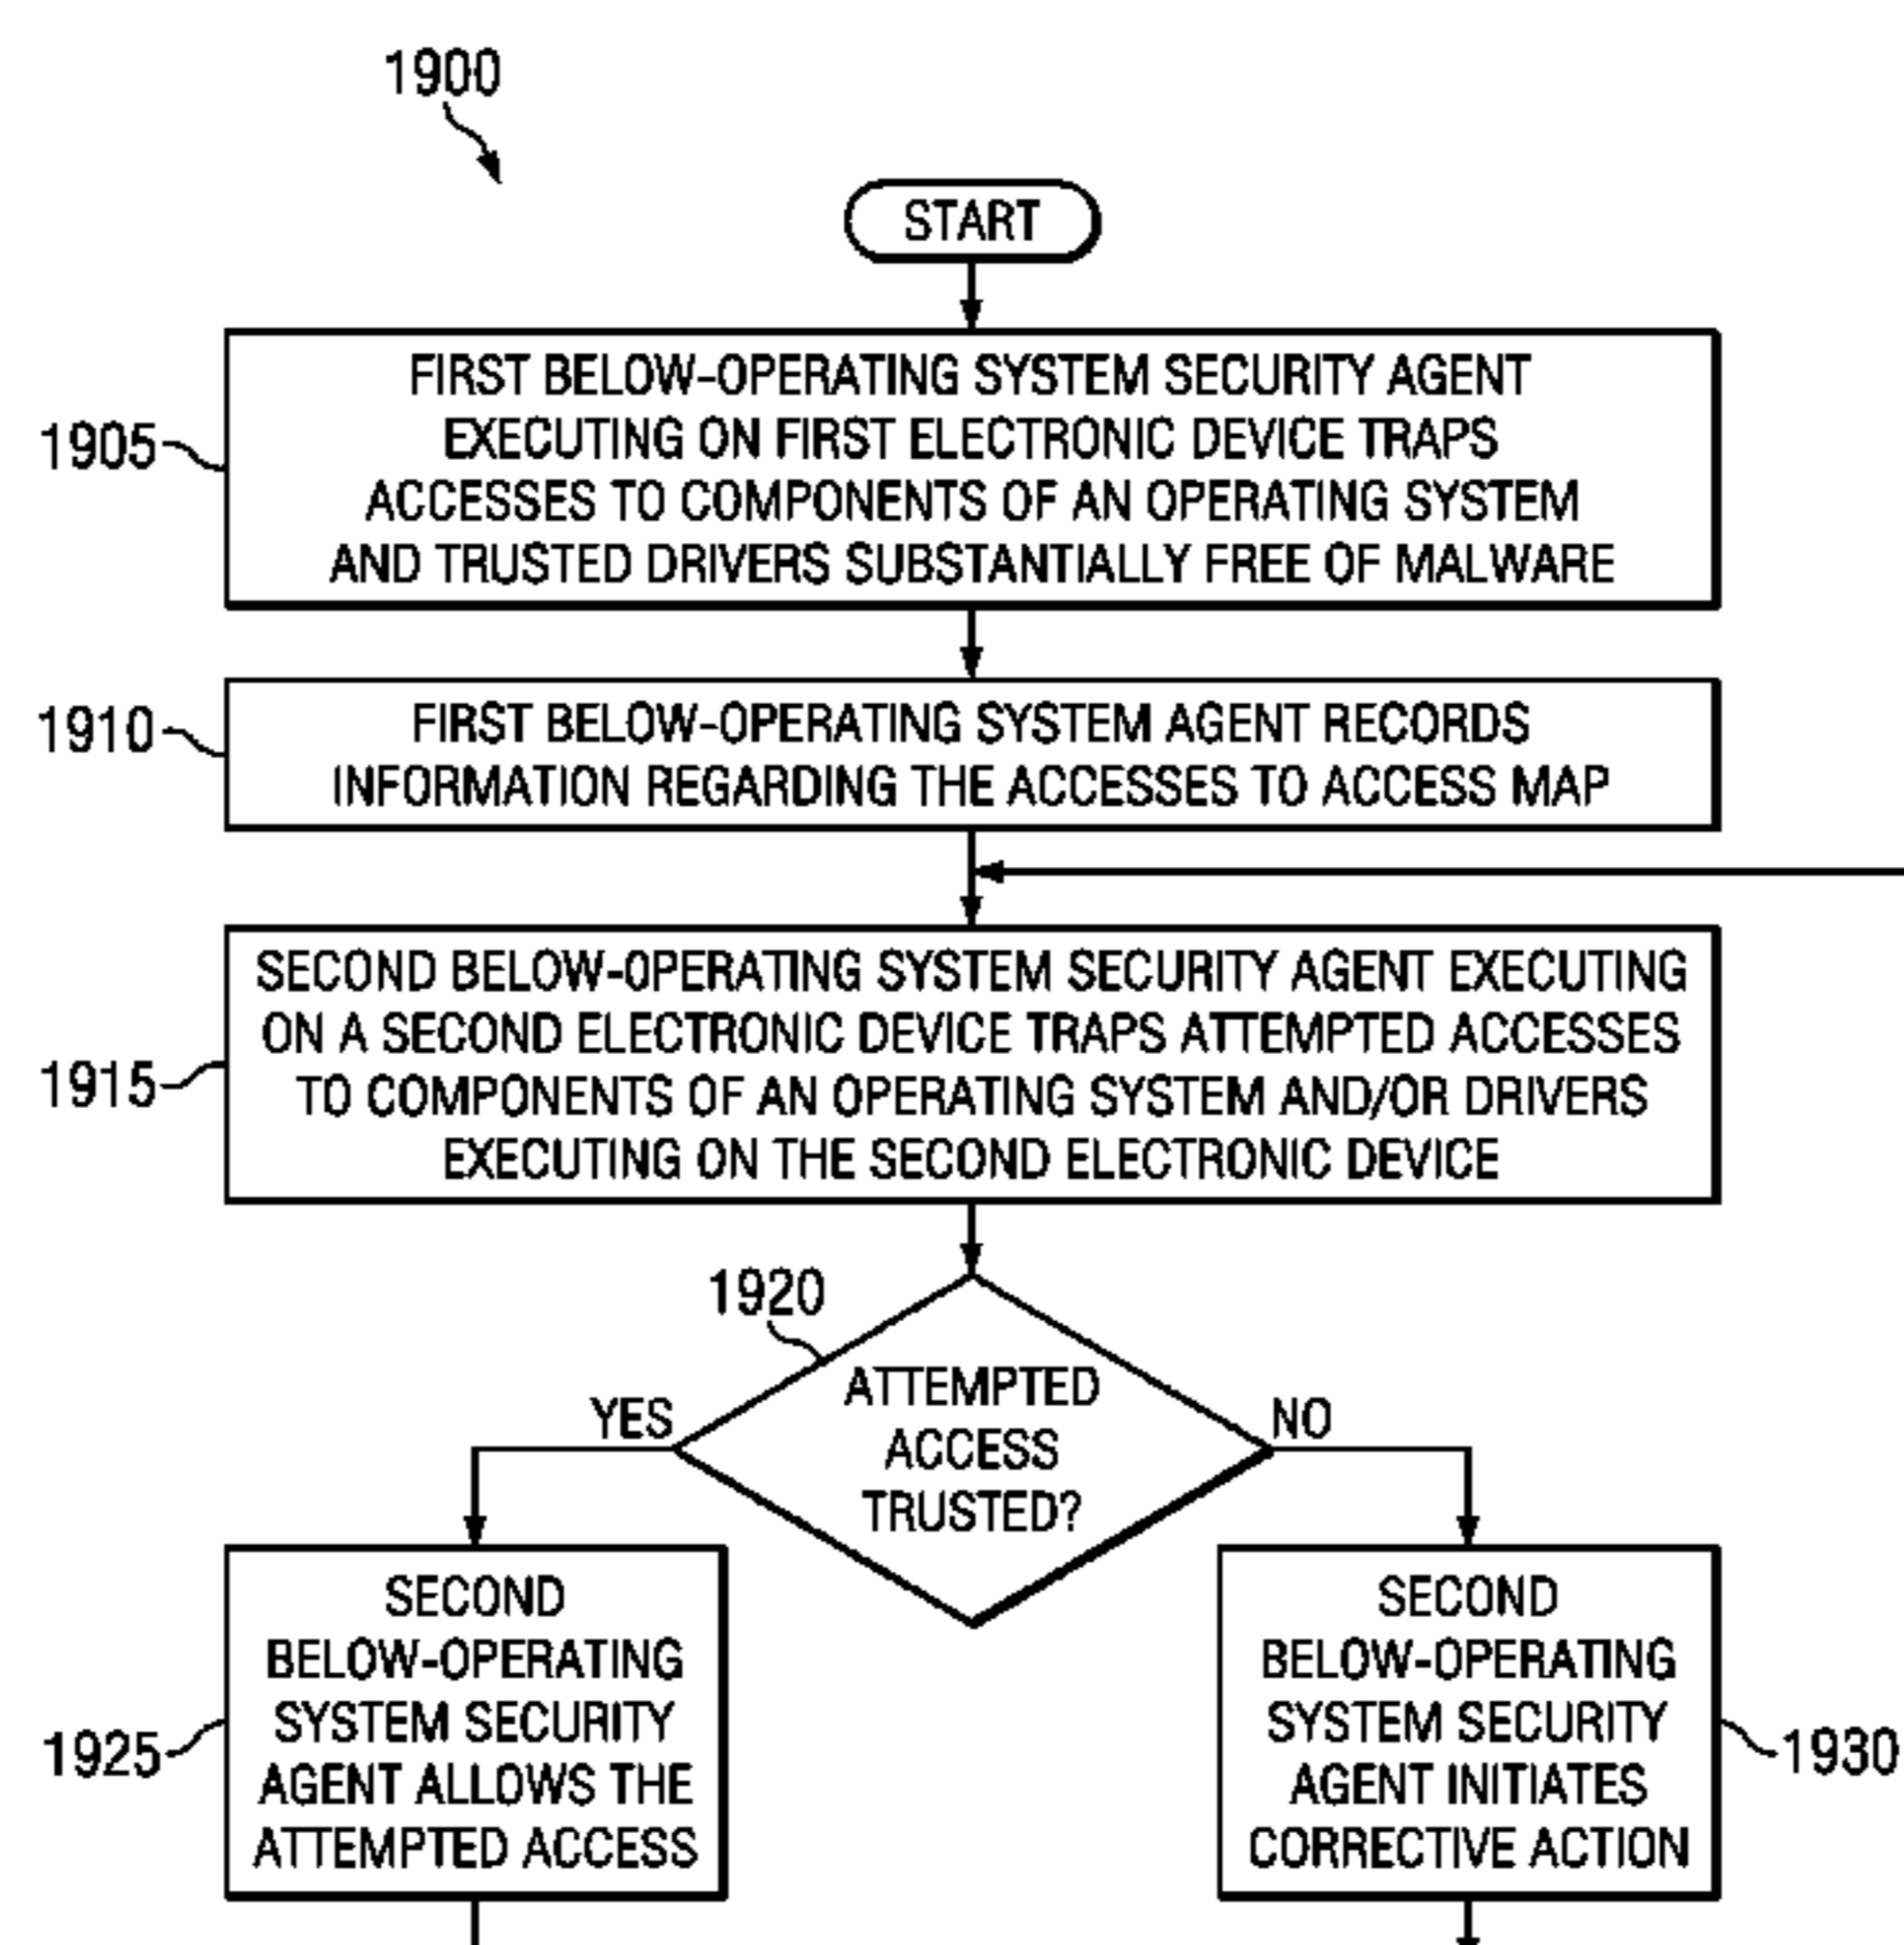 1900
START
1905
FIRST BELOW-OPERATING SYSTEM SECURITY AGENT
EXECUTING ON FIRST ELECTRONIC DEVICE TRAPS
ACCESSES TO COMPONENTS OF AN OPERATING SYSTEM
AND TRUSTED DRIVERS SUBSTANTIALLY FREE OF MALWARE
1910
FIRST BELOW-OPERATING SYSTEM AGENT RECORDS
INFORMATION REGARDING THE ACCESSES TO ACCESS MAP
1915
SECOND BELOW-OPERATING SYSTEM SECURITY AGENT EXECUTING
ON A SECOND ELECTRONIC DEVICE TRAPS ATTEMPTED ACCESSES
TO COMPONENTS OF AN OPERATING SYSTEM AND/OR DRIVERS
EXECUTING ON THE SECOND ELECTRONIC DEVICE
1920
ATTEMPTED
ACCESS
TRUSTED?
YES
NO
1925
SECOND
BELOW-OPERATING
SYSTEM SECURITY
AGENT ALLOWS THE
ATTEMPTED ACCESS
SECOND
BELOW-OPERATING
SYSTEM SECURITY
AGENT INITIATES
CORRECTIVE ACTION
1930